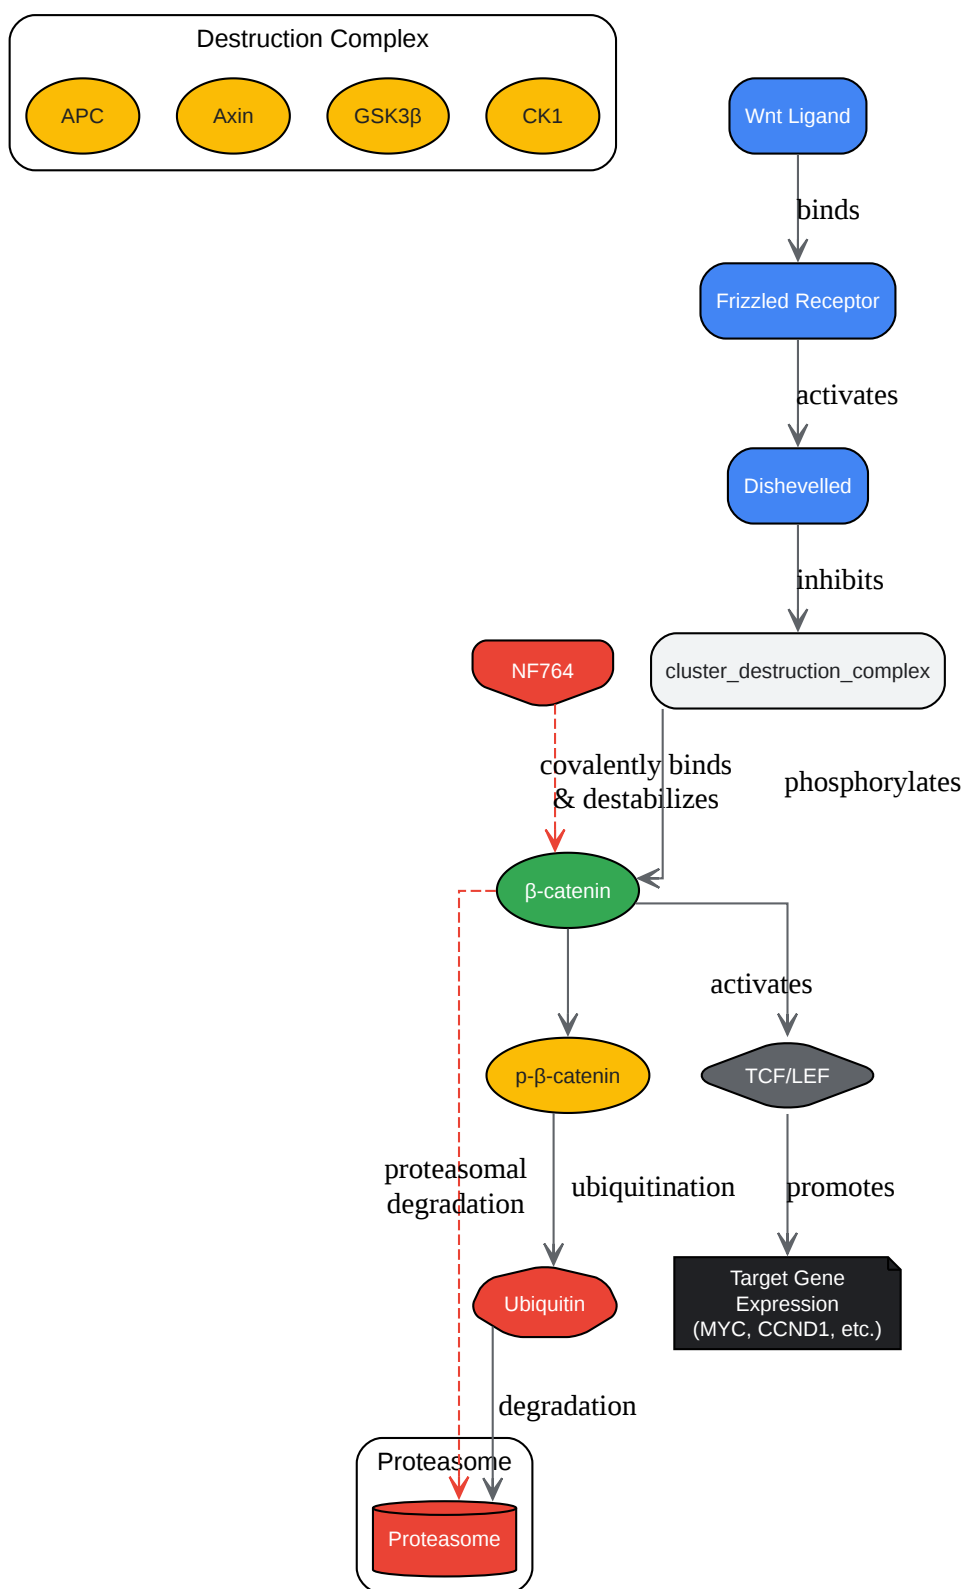 Destruction Complex
APC
Axin
GSK3β
CK1
Wnt Ligand
binds
Frizzled Receptor
activates
Dishevelled
inhibits
NF764
cluster_destruction_complex
covalently binds
& destabilizes
phosphorylates
β-catenin
activates
p-β-catenin
TCF/LEF
proteasomal
degradation
ubiquitination
promotes
Ubiquitin
Target Gene
Expression
(MYC, CCND1, etc.)
degradation
Proteasome
Proteasome